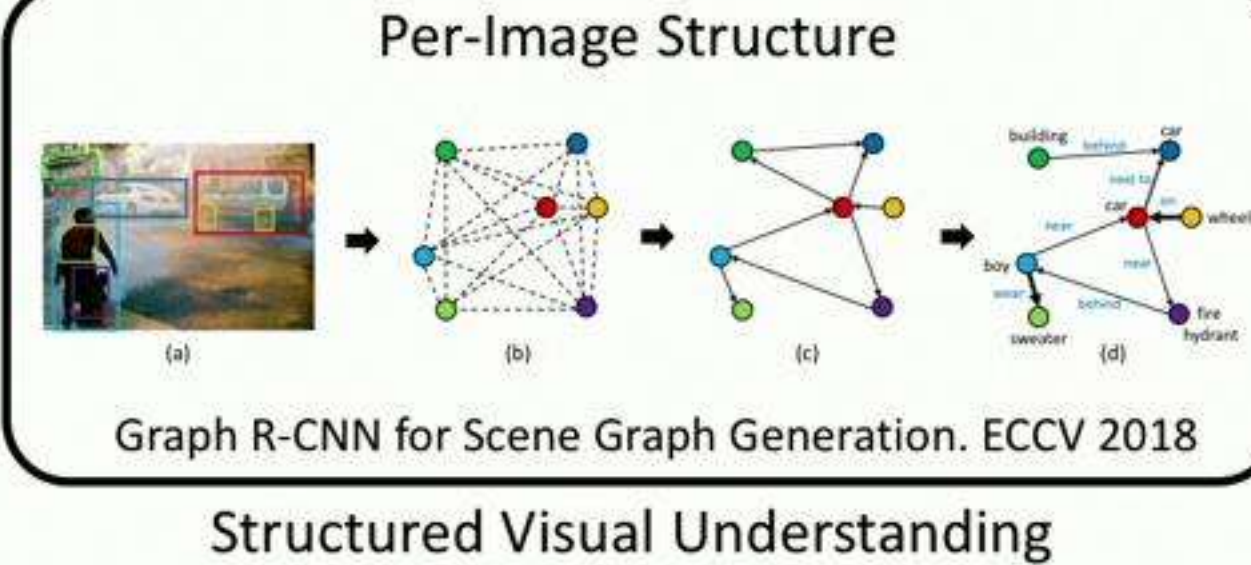 Per-Image Structure
building
behind
car
next to
car
on
wheel
near
boy
near
wear
behind
fire
hydrant
sweater
(a)
(b)
(c)
(d)
Graph R-CNN for Scene Graph Generation. ECCV 2018
Structured Visual Understanding